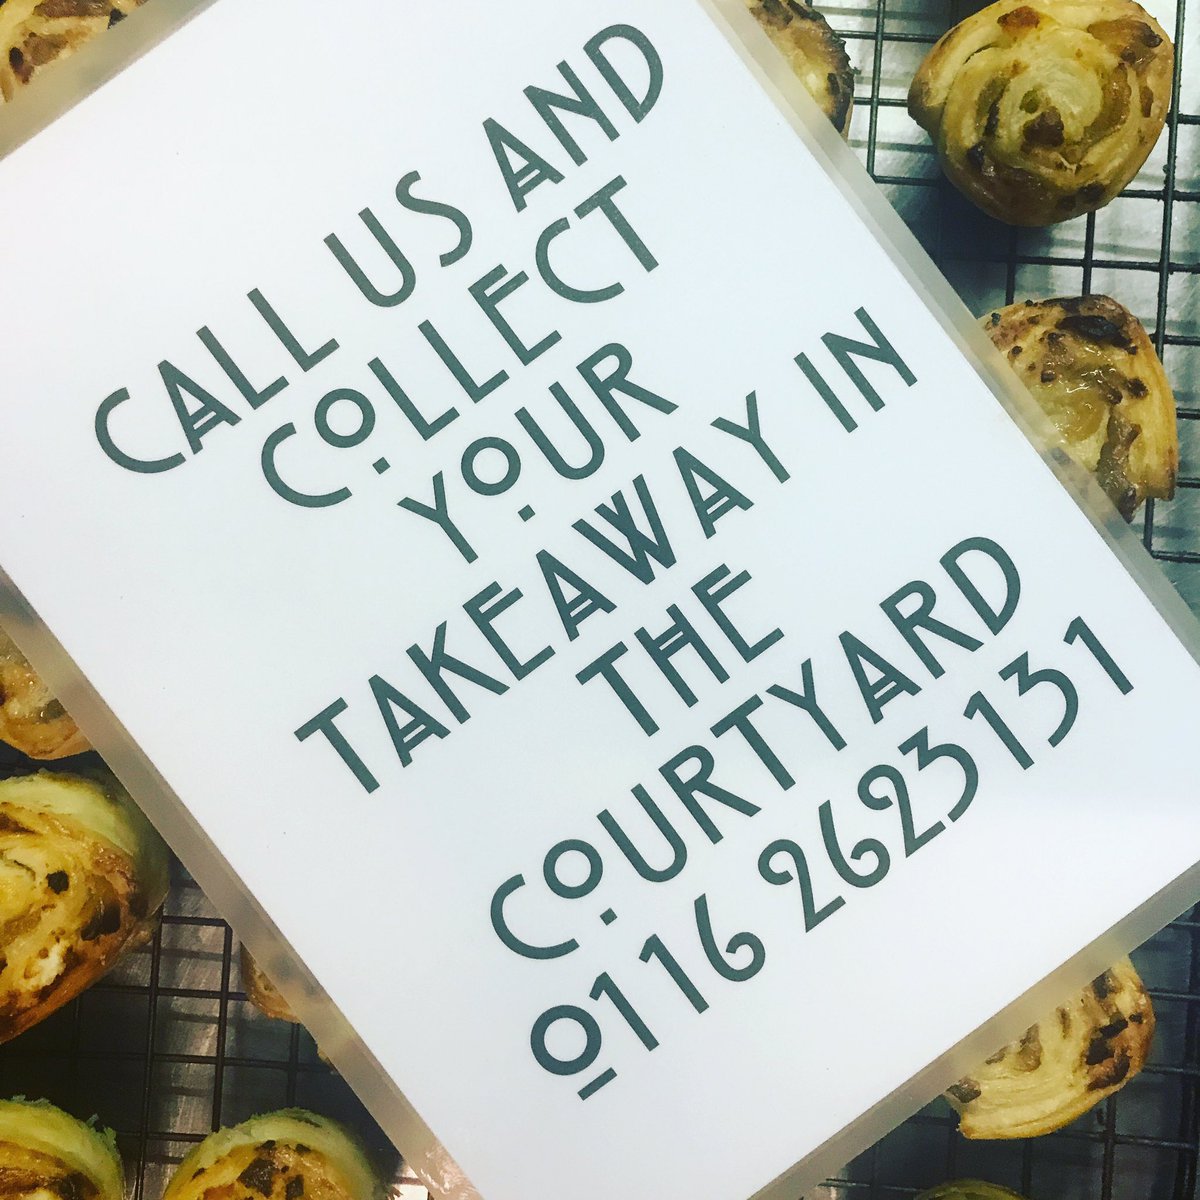 CALL US AND
COLLECT
YOUR
TAKEAWAY IN
THE
COURTYARD
0116 2623131